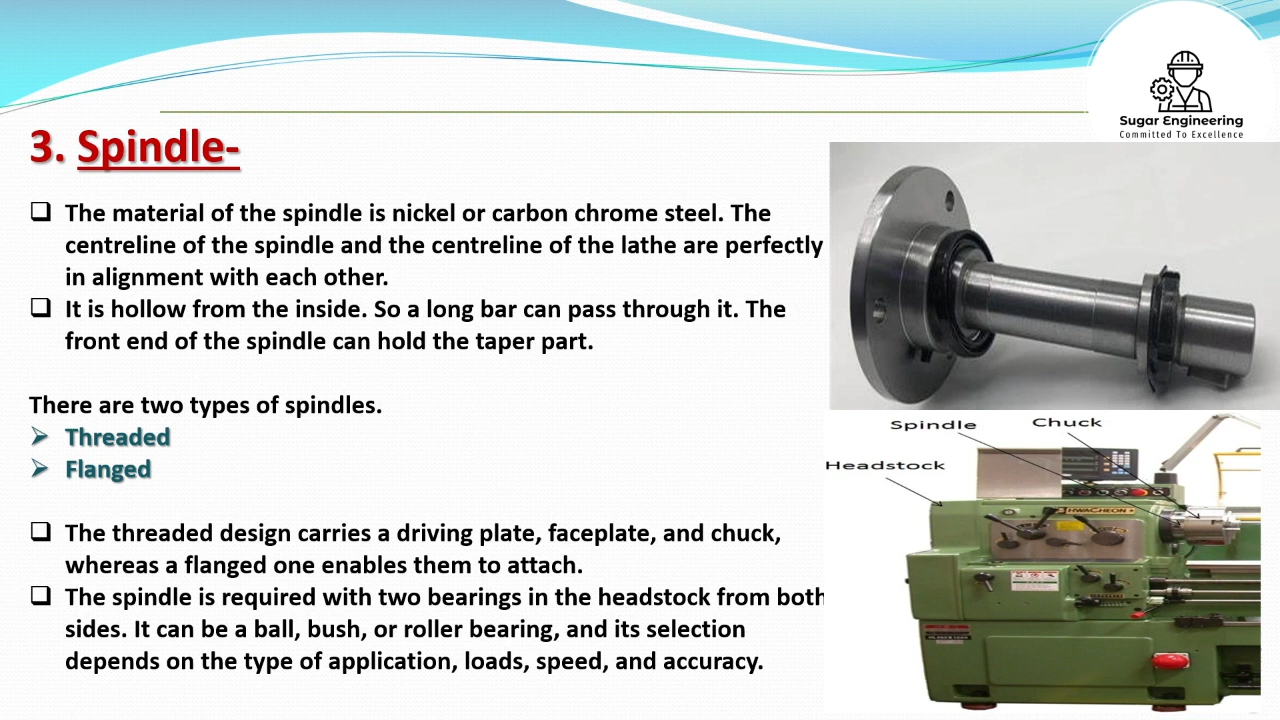 Sugar Engineering
Committed To Excellence
3. Spindle-
The material of the spindle is nickel or carbon chrome steel. The
centreline of the spindle and the centreline of the lathe are perfectly
in alignment with each other.
It is hollow from the inside. So a long bar can pass through it. The
front end of the spindle can hold the taper part.
There are two types of spindles.
Threaded
Flanged
The threaded design carries a driving plate, faceplate, and chuck,
whereas a flanged one enables them to attach.
The spindle is required with two bearings in the headstock from both
sides. It can be a ball, bush, or roller bearing, and its selection
depends on the type of application, loads, speed, and accuracy.
Spindle
Chuck
Headstock
HWACHEON